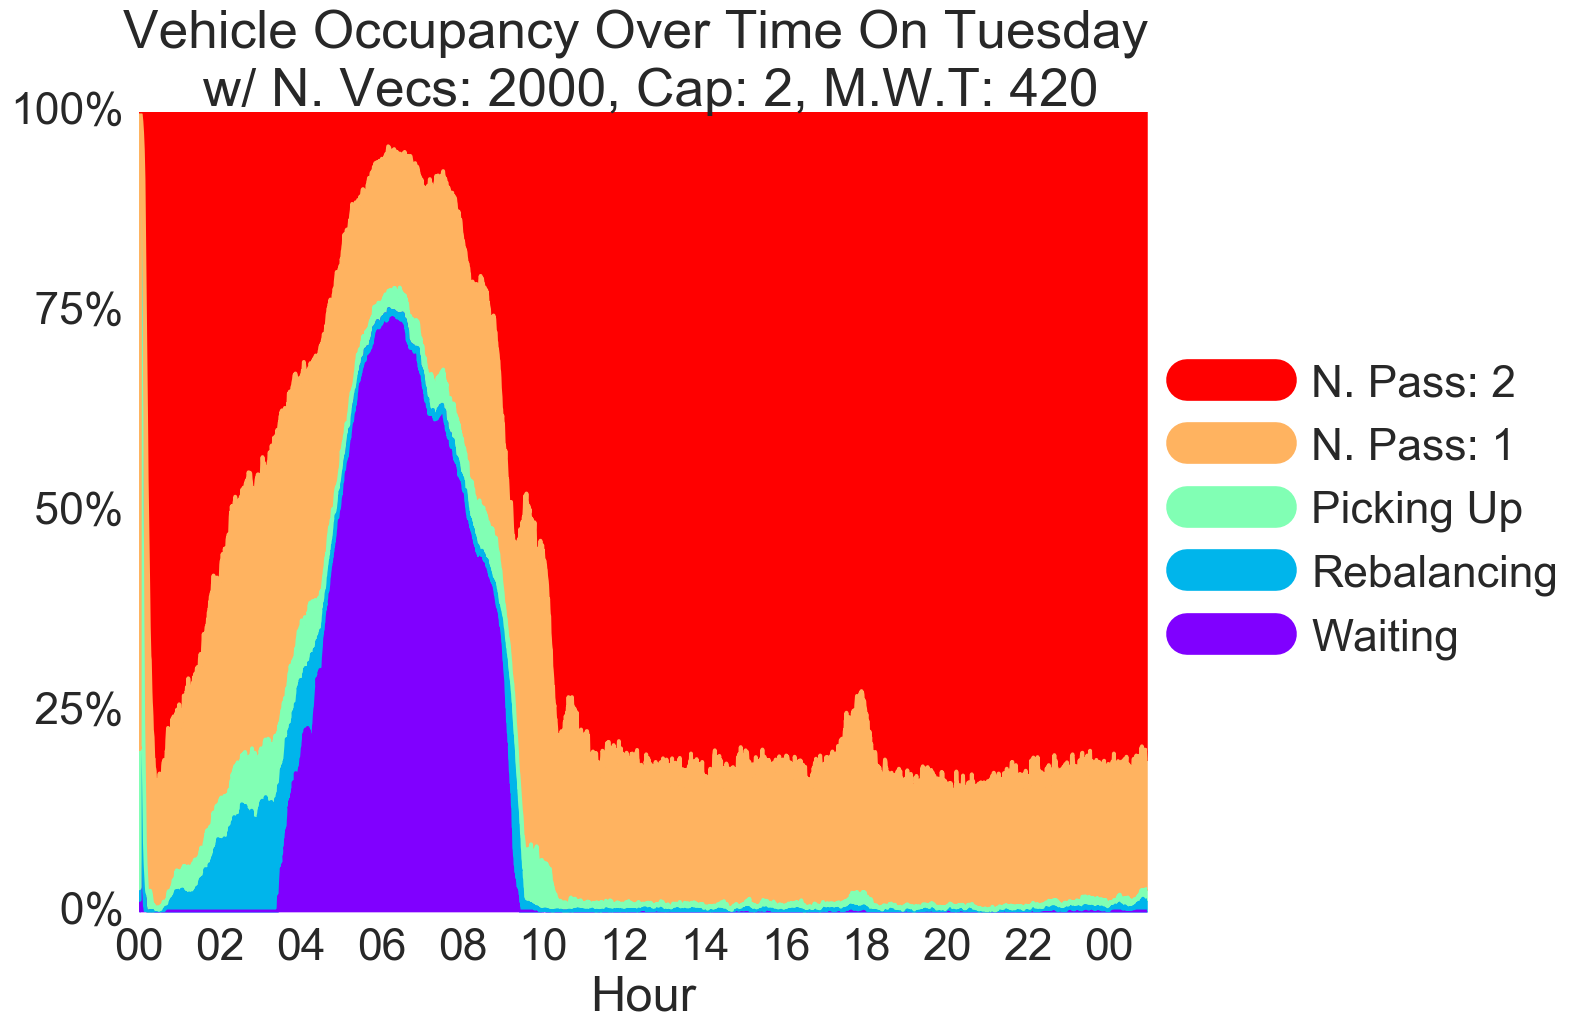 Vehicle Occupancy Over Time On Tuesday
w/ N. Vecs: 2000, Cap: 2, M.W.T: 420
100%
75%
50%
25%
0%
00 02 04 06 08 10 12 14 16 18 20 22 00
Hour
N. Pass: 2
N. Pass: 1
Picking Up
Rebalancing
Waiting